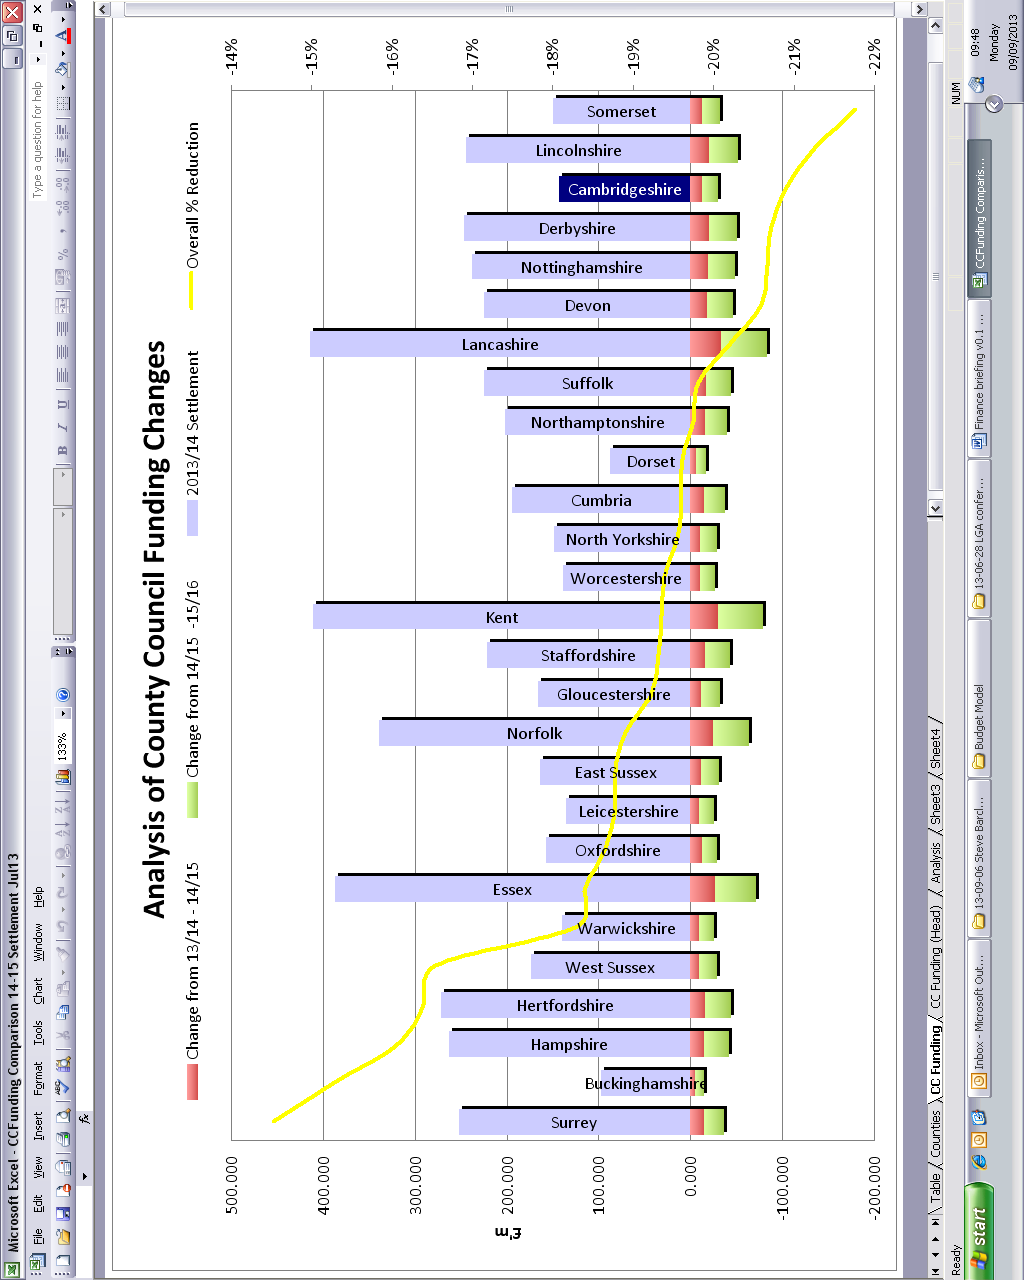 Microsoft Excel - CCFunding Comparison 14-15 Settlement Jul13
File Edit View Insert Format Tools Chart Window Help
Type a question for help
133%
B I U
fx
Analysis of County Council Funding Changes
Change from 13/14 - 14/15
Change from 14/15 -15/16
2013/14 Settlement
Overall % Reduction
£'m
500.000
400.000
300.000
200.000
100.000
0.000
-100.000
-200.000
Surrey
Buckinghamshire
Hampshire
Hertfordshire
West Sussex
Warwickshire
Essex
Oxfordshire
Leicestershire
East Sussex
Norfolk
Gloucestershire
Staffordshire
Kent
Worcestershire
North Yorkshire
Cumbria
Dorset
Northamptonshire
Suffolk
Lancashire
Devon
Nottinghamshire
Derbyshire
Cambridgeshire
Lincolnshire
Somerset
-14%
-15%
-16%
-17%
-18%
-19%
-20%
-21%
-22%
Table / Counties / CC Funding / CC Funding (Head) / Analysis / Sheet3 / Sheet4 /
Ready
NUM
start
Inbox - Microsoft Out...
13-09-06 Steve Barcl...
Budget Model
13-06-28 LGA confer...
Finance briefing v0.1 ...
CCFunding Comparis...
09:48
Monday
09/09/2013